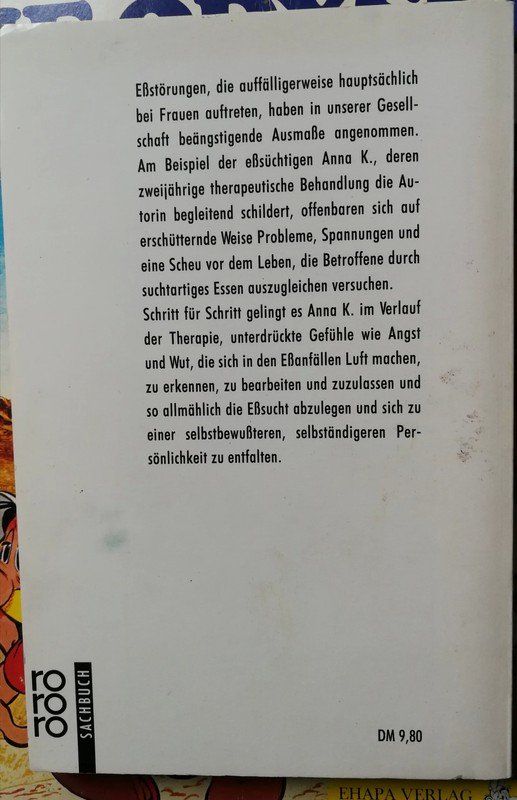 Eßstörungen, die auffälligerweise hauptsächlich
bei Frauen auftreten, haben in unserer Gesell-
schaft beängstigende Ausmaße angenommen.
Am Beispiel der eßsüchtigen Anna K., deren
zweijährige therapeutische Behandlung die Au-
torin begleitend schildert, offenbaren sich auf
erschütternde Weise Probleme, Spannungen und
eine Scheu vor dem Leben, die Betroffene durch
suchtartiges Essen auszugleichen versuchen.
Schritt für Schritt gelingt es Anna K. im Verlauf
der Therapie, unterdrückte Gefühle wie Angst
und Wut, die sich in den Eßanfällen Luft machen,
zu erkennen, zu bearbeiten und zuzulassen und
so allmählich die Eßsucht abzulegen und sich zu
einer selbstbewußteren, selbständigeren Per-
sönlichkeit zu entfalten.
ro
ro
ro
SACHBUCH
DM 9,80
EHAPA VERLAG